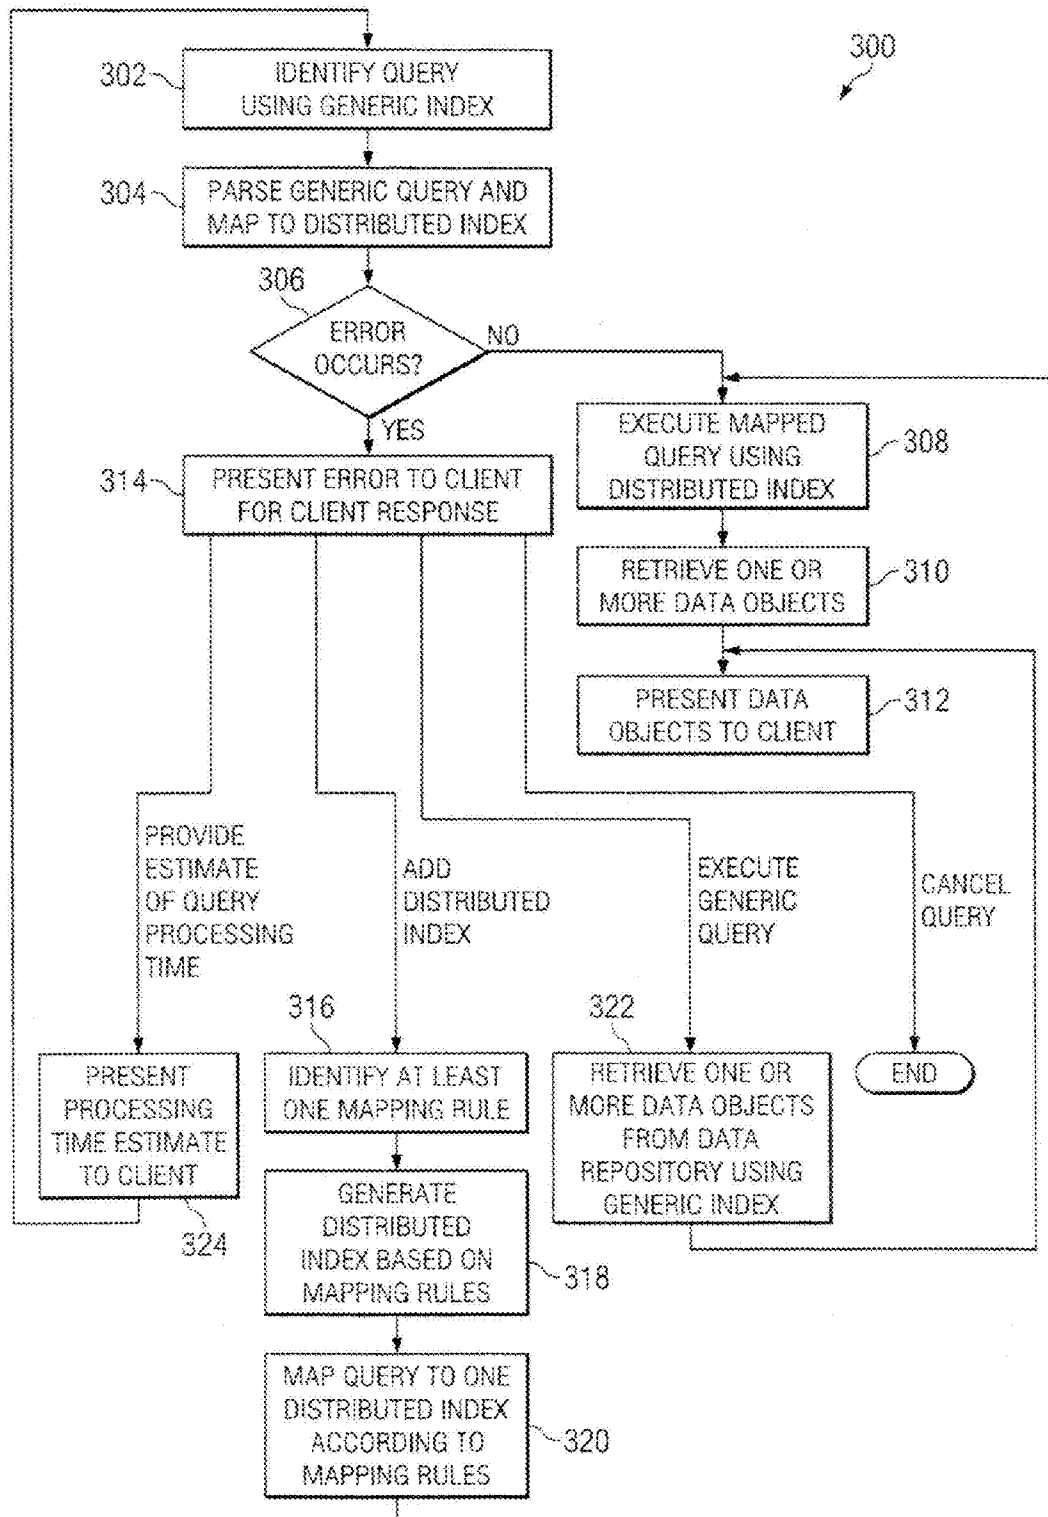 300
302
IDENTIFY QUERY
USING GENERIC INDEX
304
PARSE GENERIC QUERY AND
MAP TO DISTRIBUTED INDEX
306
ERROR
OCCURS?
NO
YES
EXECUTE MAPPED
QUERY USING
DISTRIBUTED INDEX
308
314
PRESENT ERROR TO CLIENT
FOR CLIENT RESPONSE
RETRIEVE ONE OR
MORE DATA OBJECTS
310
PRESENT DATA
OBJECTS TO CLIENT
312
PROVIDE
ESTIMATE
OF QUERY
PROCESSING
TIME
ADD
DISTRIBUTED
INDEX
EXECUTE
GENERIC
QUERY
CANCEL
QUERY
316
322
PRESENT
PROCESSING
TIME ESTIMATE
TO CLIENT
324
IDENTIFY AT LEAST
ONE MAPPING RULE
RETRIEVE ONE OR
MORE DATA OBJECTS
FROM DATA
REPOSITORY USING
GENERIC INDEX
END
GENERATE
DISTRIBUTED
INDEX BASED ON
MAPPING RULES
318
MAP QUERY TO ONE
DISTRIBUTED INDEX
ACCORDING TO
MAPPING RULES
320